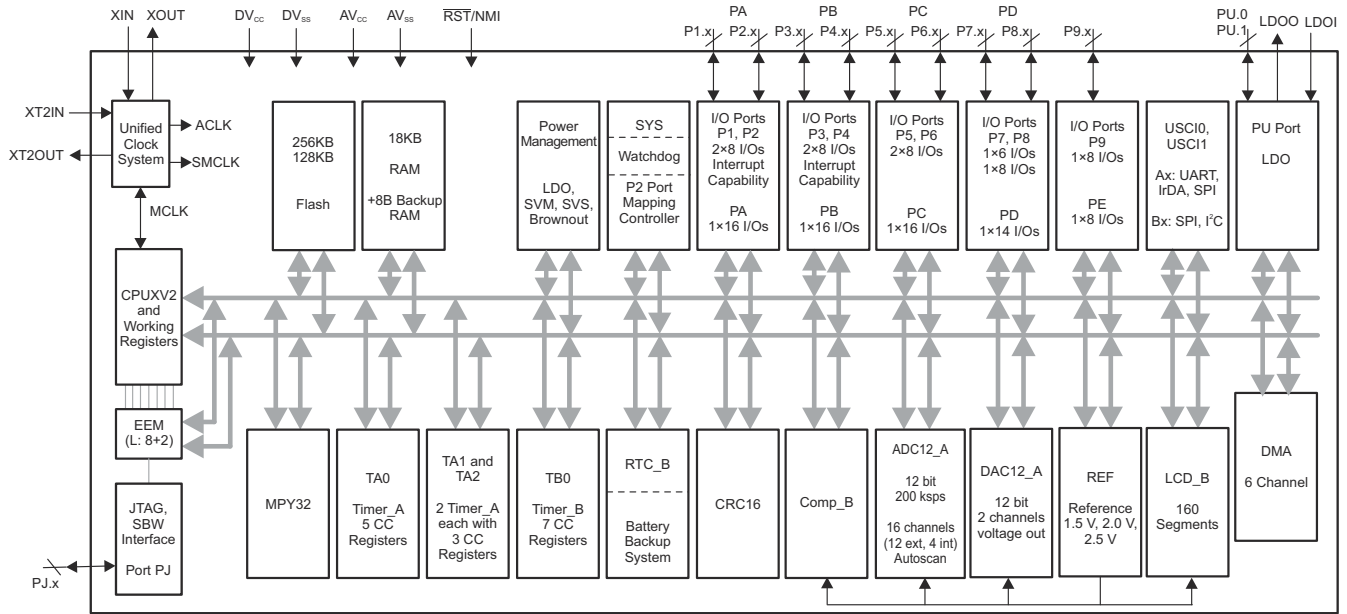 XIN
XOUT
DVCC
DVSS
AVCC
AVSS
RST/NMI
PA
P1.x
P2.x
PB
P3.x
P4.x
PC
P5.x
P6.x
PD
P7.x
P8.x
P9.x
PU.0
PU.1
LDOO
LDOI
XT2IN
XT2OUT
Unified
Clock
System
ACLK
SMCLK
MCLK
256KB
128KB
Flash
18KB
RAM
+8B Backup
RAM
Power
Management
LDO,
SVM, SVS,
Brownout
SYS
Watchdog
P2 Port
Mapping
Controller
I/O Ports
P1, P2
2×8 I/Os
Interrupt
Capability
PA
1×16 I/Os
I/O Ports
P3, P4
2×8 I/Os
Interrupt
Capability
PB
1×16 I/Os
I/O Ports
P5, P6
2×8 I/Os
PC
1×16 I/Os
I/O Ports
P7, P8
1×6 I/Os
1×8 I/Os
PD
1×14 I/Os
I/O Ports
P9
1×8 I/Os
PE
1×8 I/Os
USCI0,
USCI1
Ax: UART,
IrDA, SPI
Bx: SPI, I²C
PU Port
LDO
CPUXV2
and
Working
Registers
EEM
(L: 8+2)
JTAG,
SBW
Interface
Port PJ
PJ.x
MPY32
TA0
Timer_A
5 CC
Registers
TA1 and
TA2
2 Timer_A
each with
3 CC
Registers
TB0
Timer_B
7 CC
Registers
RTC_B
Battery
Backup
System
CRC16
Comp_B
ADC12_A
12 bit
200 ksps
16 channels
(12 ext, 4 int)
Autoscan
DAC12_A
12 bit
2 channels
voltage out
REF
Reference
1.5 V, 2.0 V,
2.5 V
LCD_B
160
Segments
DMA
6 Channel